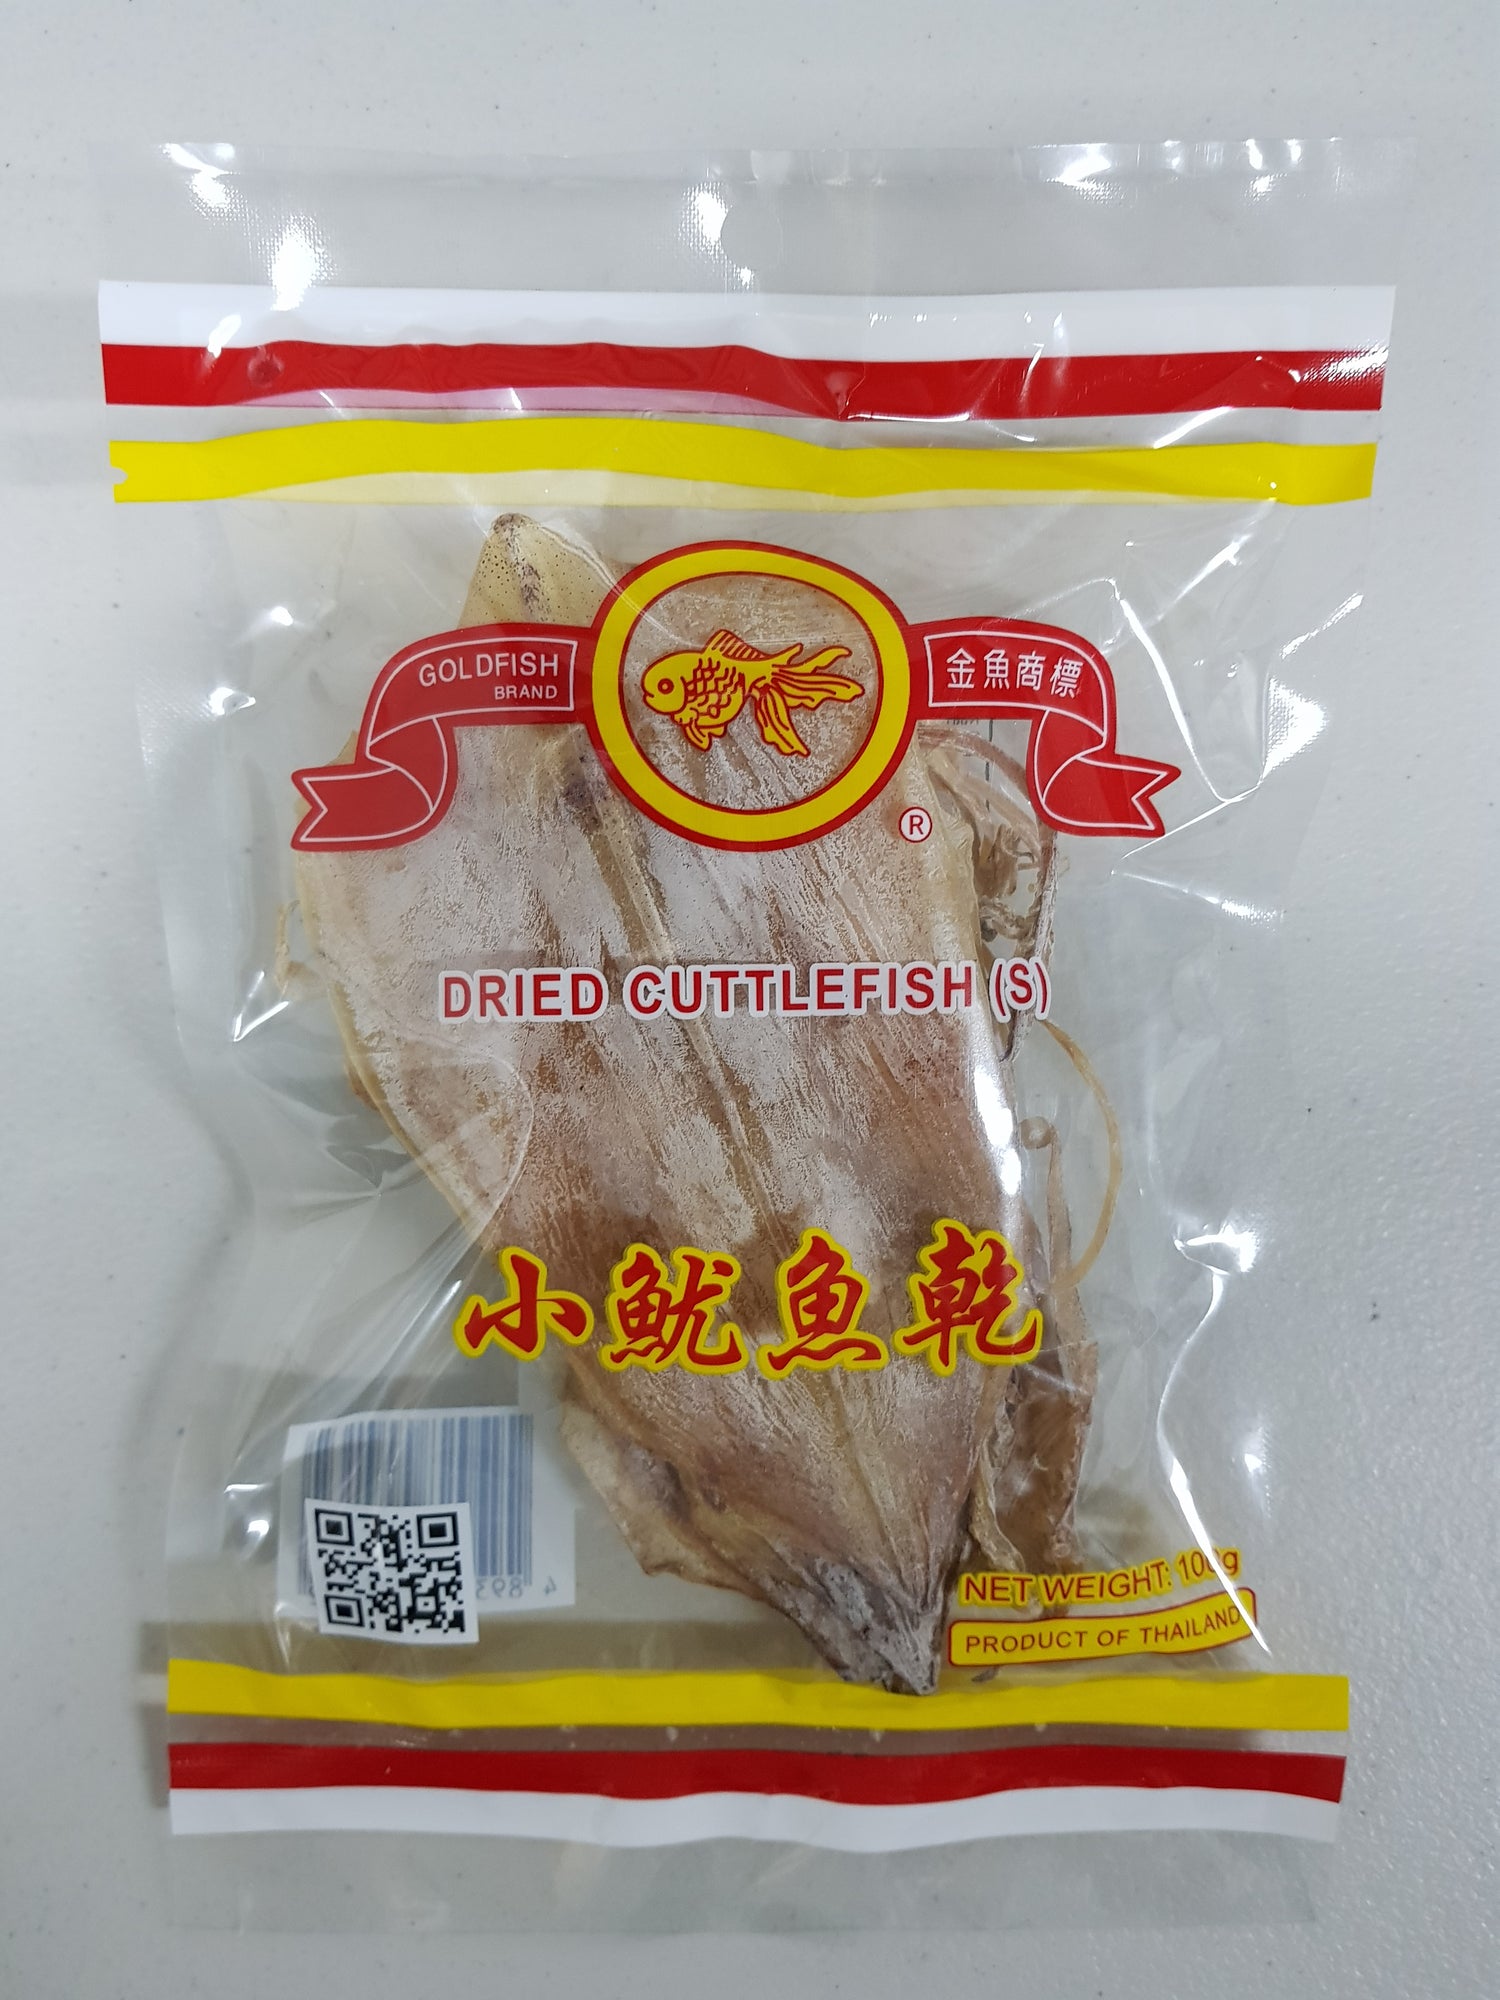 GOLDFISH
BRAND
金魚商標
®
DRIED CUTTLEFISH (S)
小魷魚乾
NET WEIGHT: 100g
PRODUCT OF THAILAND